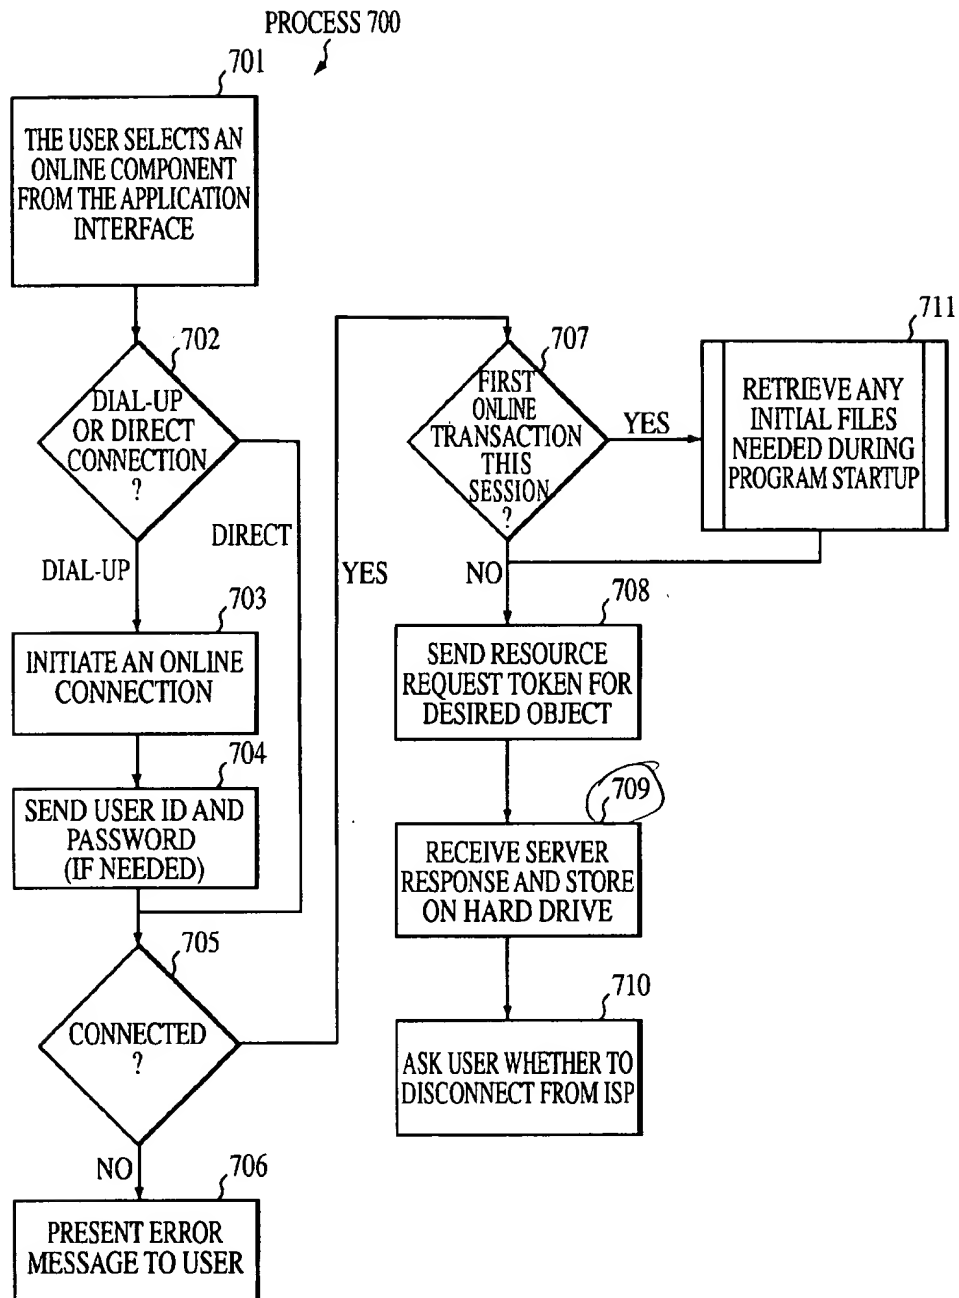 PROCESS 700
701
THE USER SELECTS AN
ONLINE COMPONENT
FROM THE APPLICATION
INTERFACE
702
DIAL-UP
OR DIRECT
CONNECTION
?
DIRECT
DIAL-UP
703
INITIATE AN ONLINE
CONNECTION
704
SEND USER ID AND
PASSWORD
(IF NEEDED)
705
CONNECTED
?
YES
NO
706
PRESENT ERROR
MESSAGE TO USER
707
FIRST
ONLINE
TRANSACTION
THIS
SESSION
?
YES
711
RETRIEVE ANY
INITIAL FILES
NEEDED DURING
PROGRAM STARTUP
NO
708
SEND RESOURCE
REQUEST TOKEN FOR
DESIRED OBJECT
709
RECEIVE SERVER
RESPONSE AND STORE
ON HARD DRIVE
710
ASK USER WHETHER TO
DISCONNECT FROM ISP